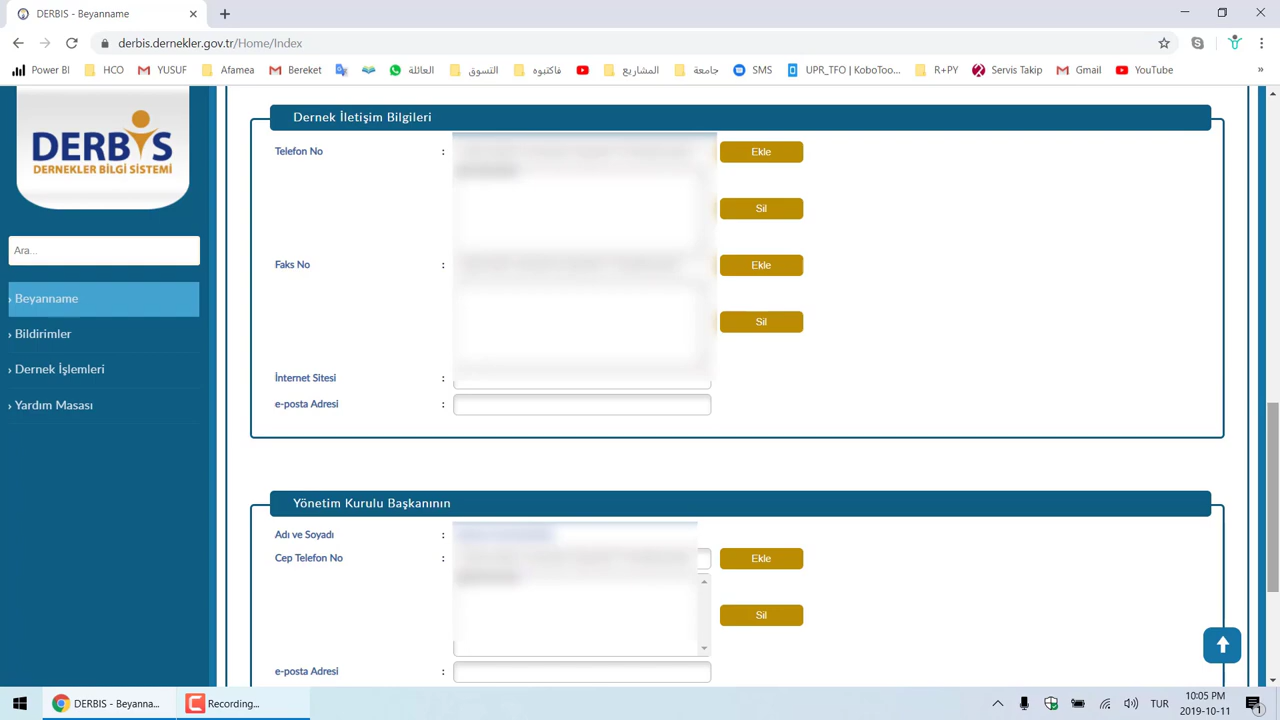 DERBIS - Beyanname
derbis.dernekler.gov.tr/Home/Index
Power BI
HCO
YUSUF
Afamea
Bereket
العائلة
التسوق
فاكتيوه
المشاريع
جامعة
SMS
UPR_TFO | KoboToo...
R+PY
Servis Takip
Gmail
YouTube
»
DERBİS
DERNEKLER BİLGİ SİSTEMİ
Ara...
› Beyanname
› Bildirimler
› Dernek İşlemleri
› Yardım Masası
Dernek İletişim Bilgileri
Telefon No :
Ekle
Sil
Faks No :
Ekle
Sil
İnternet Sitesi :
e-posta Adresi :
Yönetim Kurulu Başkanının
Adı ve Soyadı :
Cep Telefon No :
Ekle
Sil
e-posta Adresi :
DERBIS - Beyanna...
Recording...
TUR
10:05 PM
2019-10-11
1